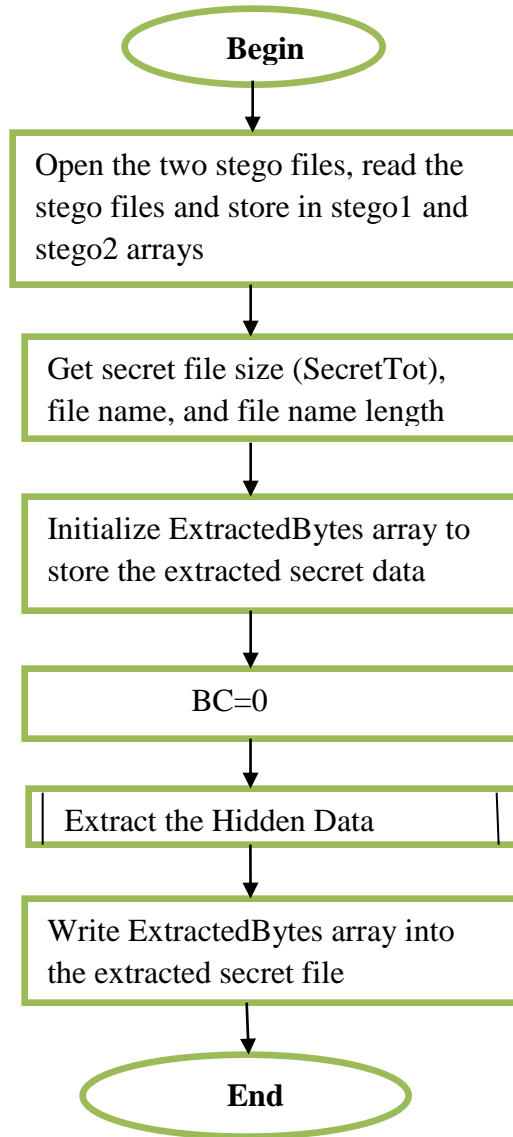 Begin
Open the two stego files, read the
stego files and store in stego1 and
stego2 arrays
Get secret file size (SecretTot),
file name, and file name length
Initialize ExtractedBytes array to
store the extracted secret data
BC=0
Extract the Hidden Data
Write ExtractedBytes array into
the extracted secret file
End